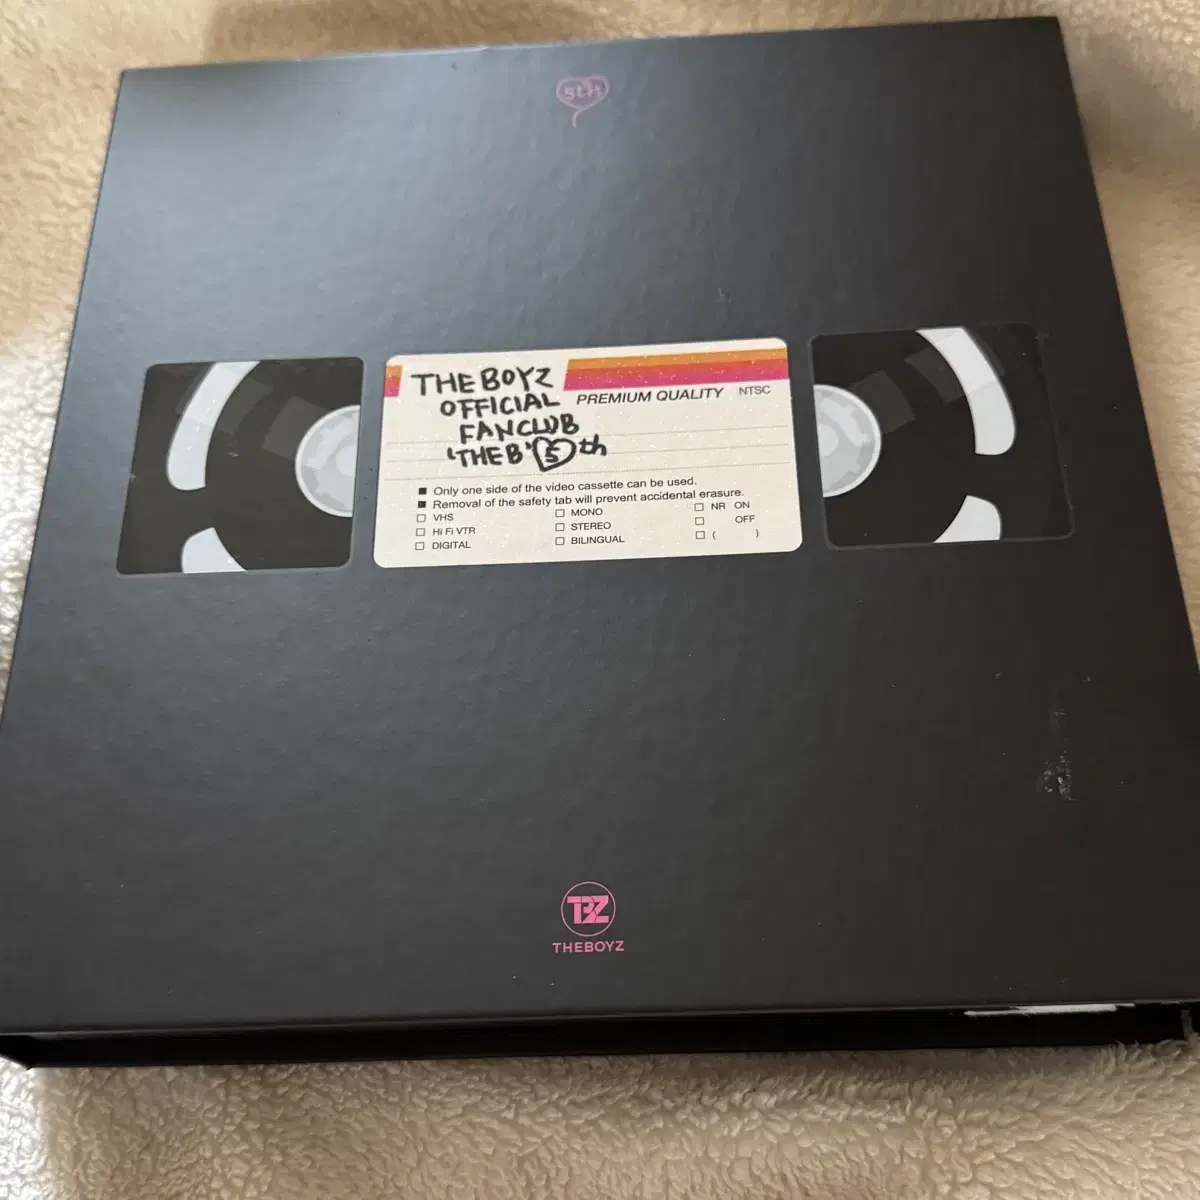 5th
THE BOYZ
OFFICIAL
FANCLUB
'THE B' 5th
PREMIUM QUALITY NTSC
■ Only one side of the video cassette can be used.
■ Removal of the safety tab will prevent accidental erasure.
□ VHS □ MONO □ NR ON
□ Hi Fi VTR □ STEREO □ OFF
□ DIGITAL □ BILINGUAL □ ( )
TBZ
THEBOYZ